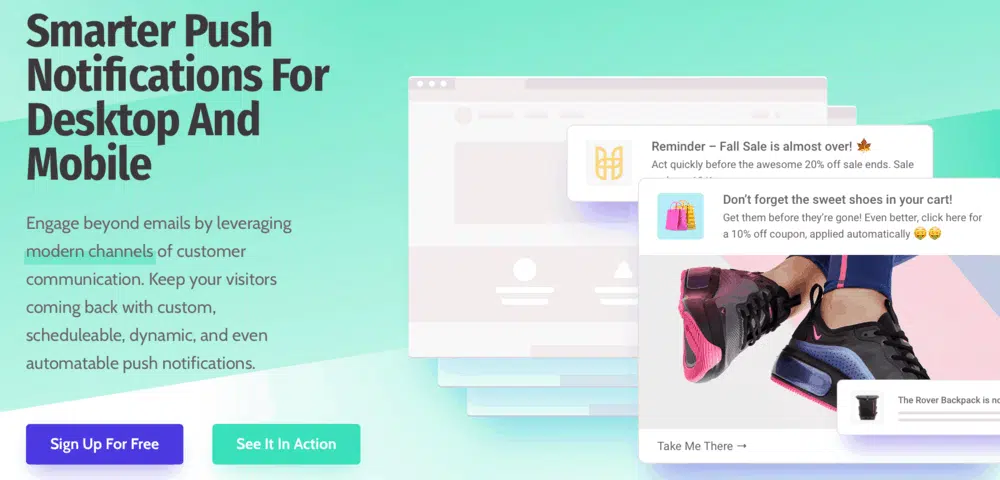 Smarter Push
Notifications For
Desktop And
Mobile
Engage beyond emails by leveraging
modern channels of customer
communication. Keep your visitors
coming back with custom,
scheduleable, dynamic, and even
automatable push notifications.
Sign Up For Free
See It In Action
Reminder – Fall Sale is almost over! 🍁
Act quickly before the awesome 20% off sale ends. Sale
Don't forget the sweet shoes in your cart!
Get them before they're gone! Even better, click here for
a 10% off coupon, applied automatically 😄😄
The Rover Backpack is
Take Me There →